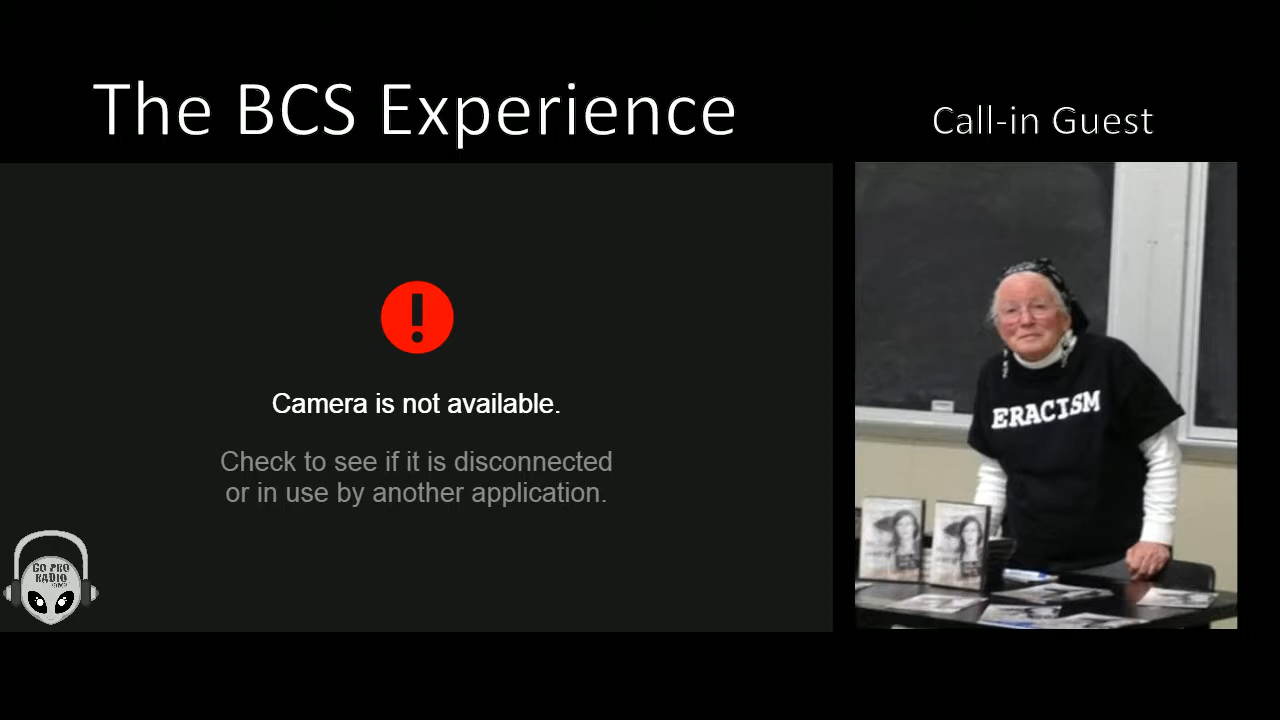 The BCS Experience
Call-in Guest
Camera is not available.
Check to see if it is disconnected
or in use by another application.
ERACISM
GO PRO
RADIO